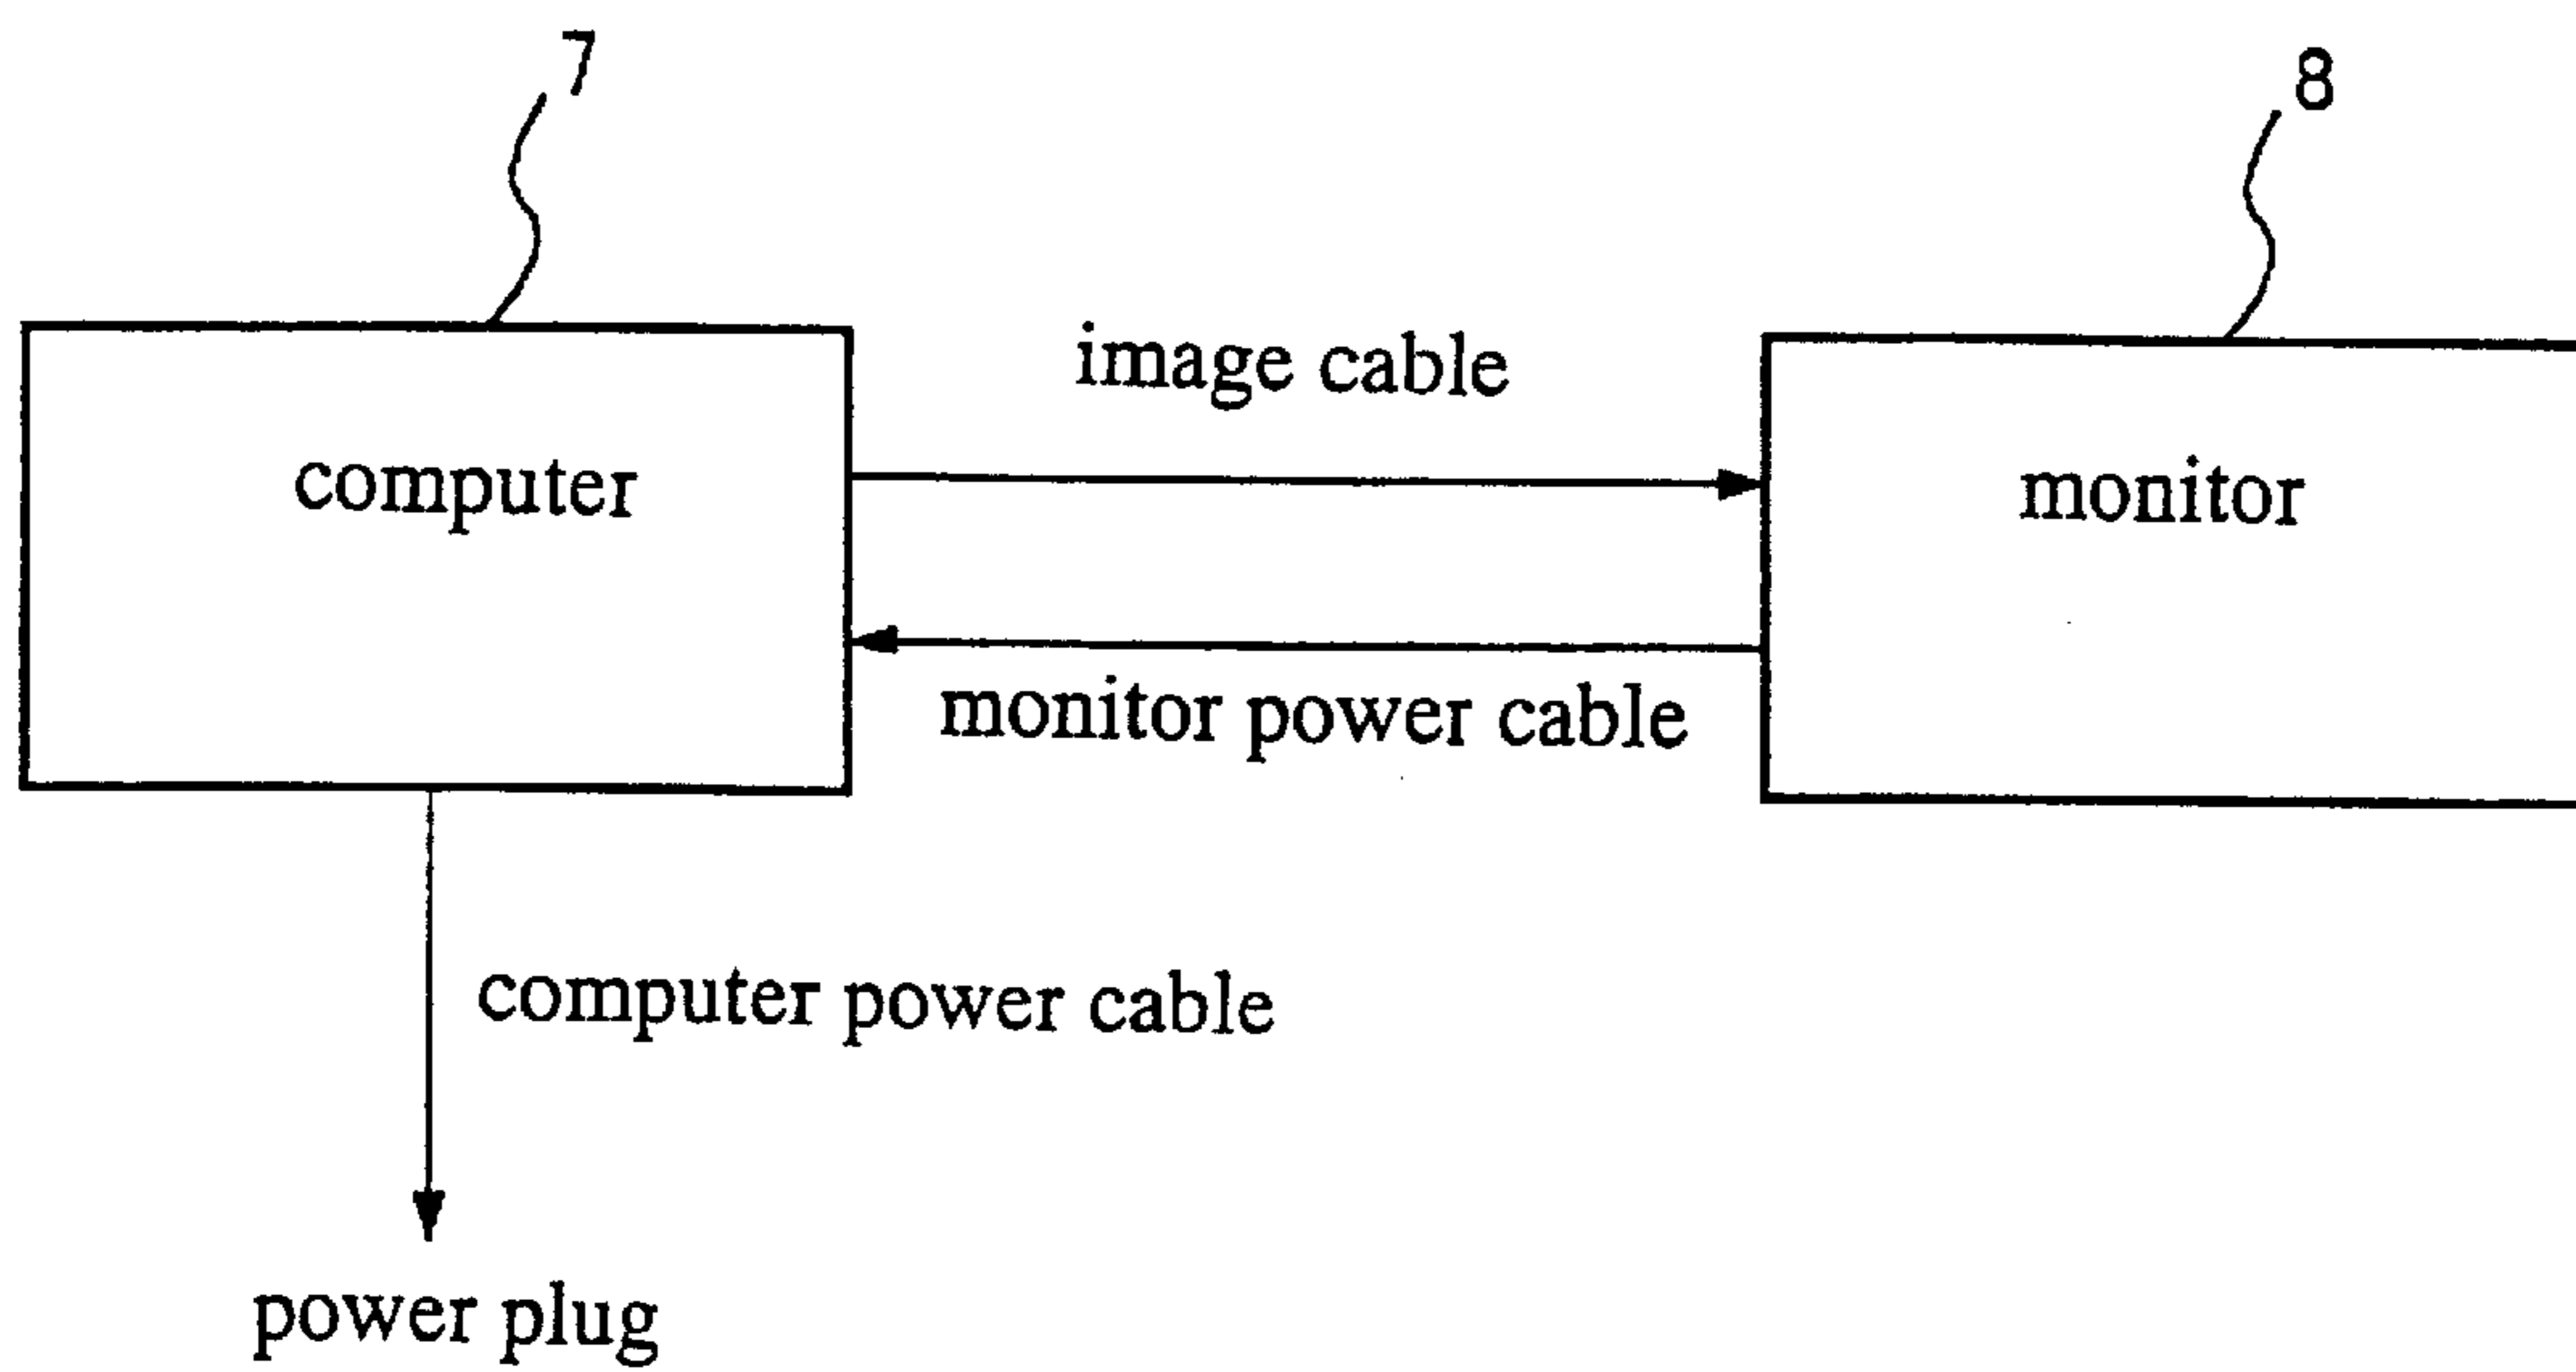 7
8
image cable
computer
monitor
monitor power cable
computer power cable
power plug